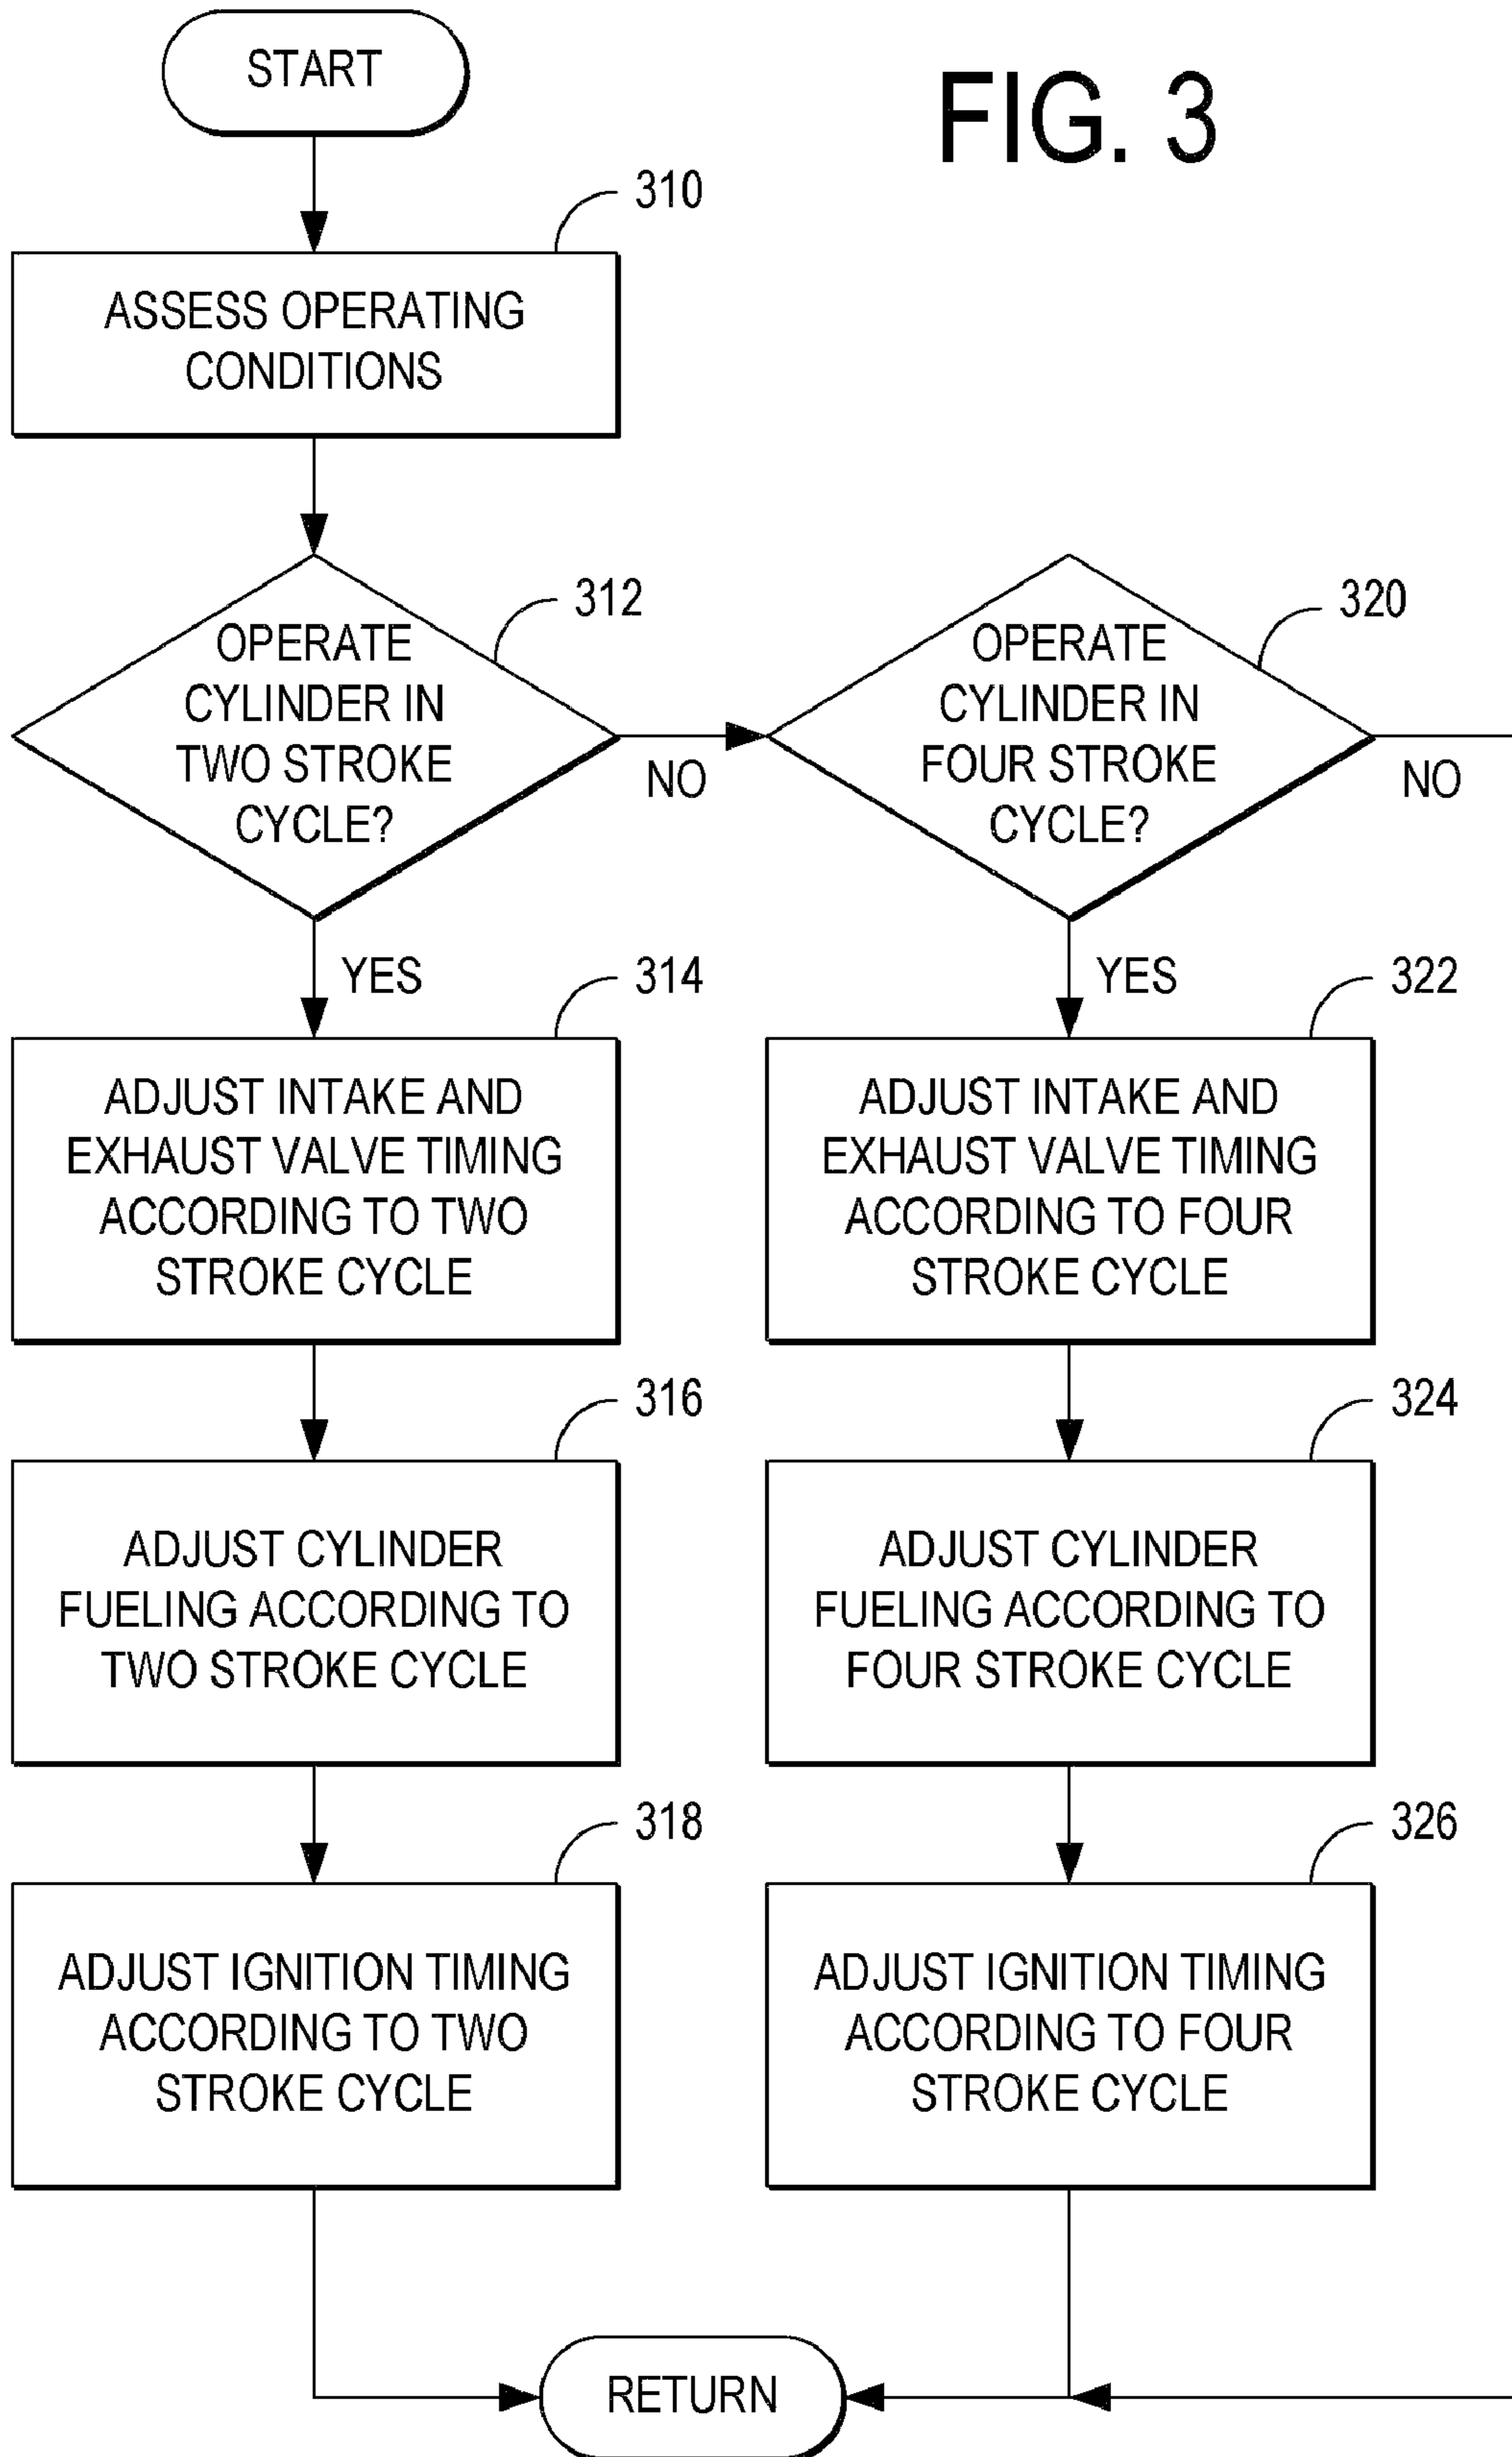 START
FIG. 3
310
ASSESS OPERATING
CONDITIONS
312
OPERATE
CYLINDER IN
TWO STROKE
CYCLE?
NO
320
OPERATE
CYLINDER IN
FOUR STROKE
CYCLE?
NO
YES
314
ADJUST INTAKE AND
EXHAUST VALVE TIMING
ACCORDING TO TWO
STROKE CYCLE
316
ADJUST CYLINDER
FUELING ACCORDING TO
TWO STROKE CYCLE
318
ADJUST IGNITION TIMING
ACCORDING TO TWO
STROKE CYCLE
YES
322
ADJUST INTAKE AND
EXHAUST VALVE TIMING
ACCORDING TO FOUR
STROKE CYCLE
324
ADJUST CYLINDER
FUELING ACCORDING TO
FOUR STROKE CYCLE
326
ADJUST IGNITION TIMING
ACCORDING TO FOUR
STROKE CYCLE
RETURN